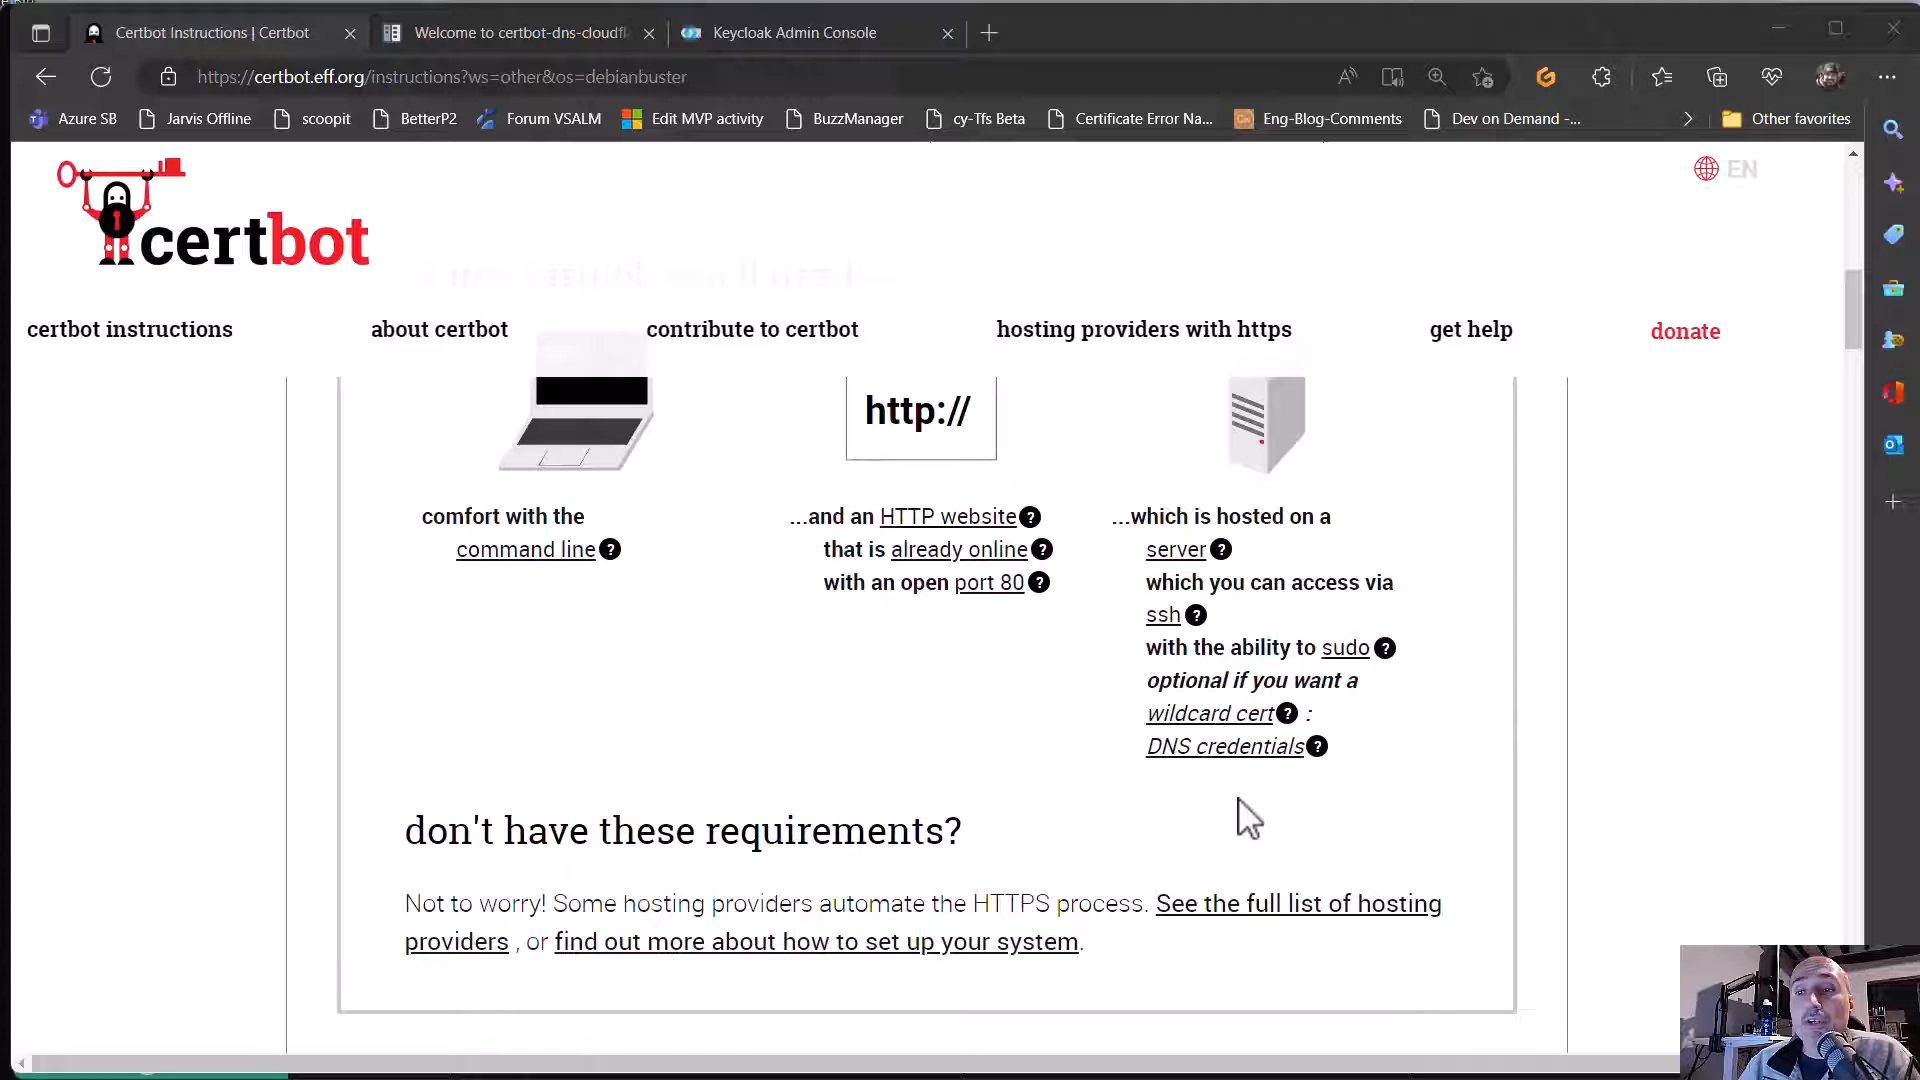 Certbot Instructions | Certbot
Welcome to certbot-dns-cloudfl
Keycloak Admin Console
https://certbot.eff.org/instructions?ws=other&os=debianbuster
Azure SB
Jarvis Offline
scoopit
BetterP2
Forum VSALM
Edit MVP activity
BuzzManager
cy-Tfs Beta
Certificate Error Na...
Eng-Blog-Comments
Dev on Demand -...
Other favorites
EN
certbot
certbot instructions
about certbot
contribute to certbot
hosting providers with https
get help
donate
http://
comfort with the
command line ?
...and an HTTP website ?
that is already online ?
with an open port 80 ?
...which is hosted on a
server ?
which you can access via
ssh ?
with the ability to sudo ?
optional if you want a
wildcard cert ? :
DNS credentials ?
don't have these requirements?
Not to worry! Some hosting providers automate the HTTPS process. See the full list of hosting
providers , or find out more about how to set up your system.